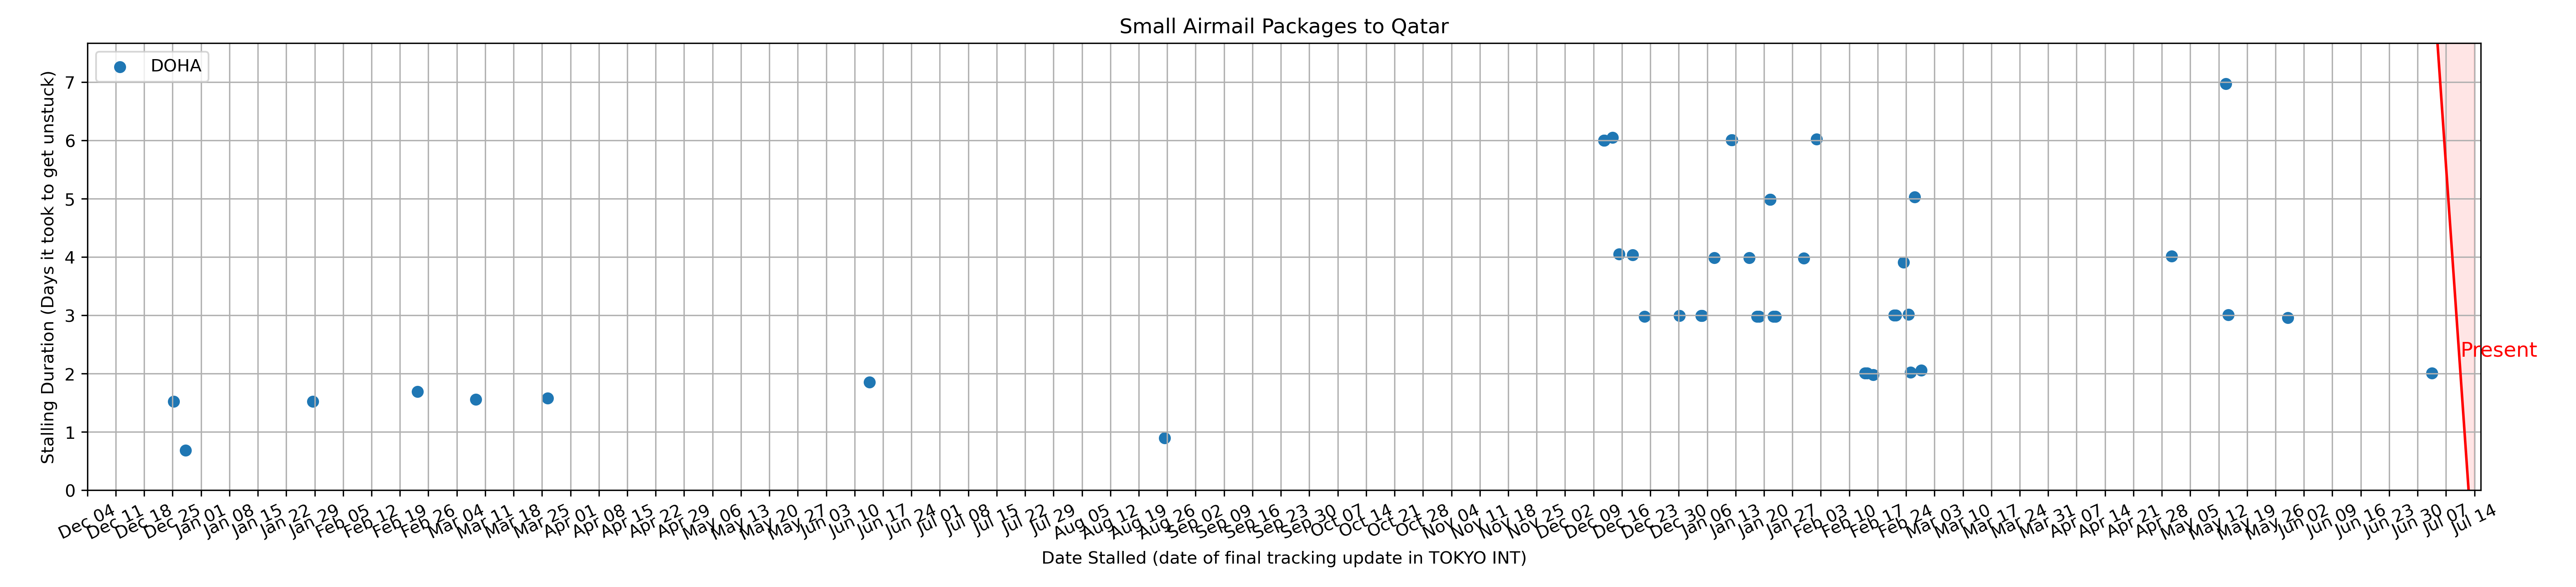 Small Airmail Packages to Qatar
DOHA
Stalling Duration (Days it took to get unstuck)
7
6
5
4
3
2
1
0
Present
Dec 04
Dec 11
Dec 18
Dec 25
Jan 01
Jan 08
Jan 15
Jan 22
Jan 29
Feb 05
Feb 12
Feb 19
Feb 26
Mar 04
Mar 11
Mar 18
Mar 25
Apr 01
Apr 08
Apr 15
Apr 22
Apr 29
May 06
May 13
May 20
May 27
Jun 03
Jun 10
Jun 17
Jun 24
Jul 01
Jul 08
Jul 15
Jul 22
Jul 29
Aug 05
Aug 12
Aug 19
Aug 26
Sep 02
Sep 09
Sep 16
Sep 23
Sep 30
Oct 07
Oct 14
Oct 21
Oct 28
Nov 04
Nov 11
Nov 18
Nov 25
Dec 02
Dec 09
Dec 16
Dec 23
Dec 30
Jan 06
Jan 13
Jan 20
Jan 27
Feb 03
Feb 10
Feb 17
Feb 24
Mar 03
Mar 10
Mar 17
Mar 24
Mar 31
Apr 07
Apr 14
Apr 21
Apr 28
May 05
May 12
May 19
May 26
Jun 02
Jun 09
Jun 16
Jun 23
Jun 30
Jul 07
Jul 14
Date Stalled (date of final tracking update in TOKYO INT)